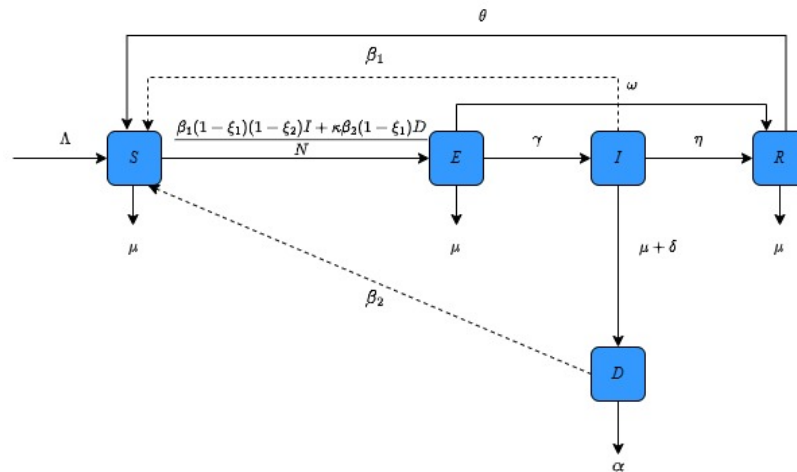 θ
β₁
ω
Λ
S
β₁(1−ξ₁)(1−ξ₂)I + κβ₂(1−ξ₁)D
N
E
γ
I
η
R
μ
μ
μ + δ
μ
β₂
D
α